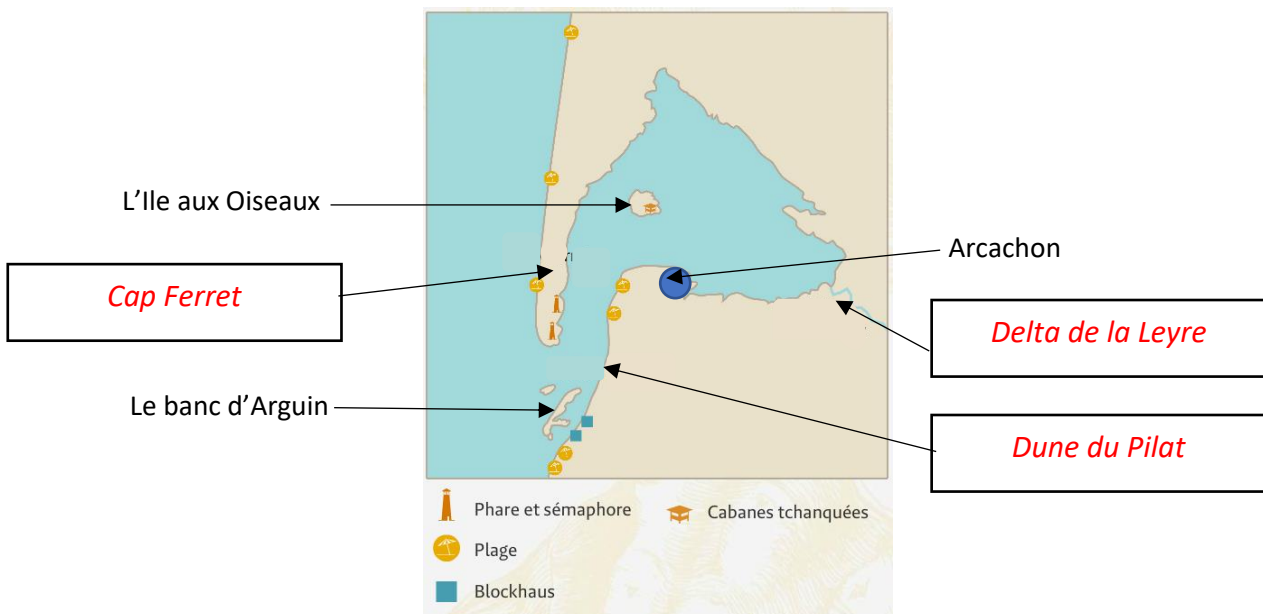 L'Ile aux Oiseaux
Arcachon
Cap Ferret
Delta de la Leyre
Le banc d'Arguin
Dune du Pilat
Phare et sémaphore
Cabanes tchanquées
Plage
Blockhaus